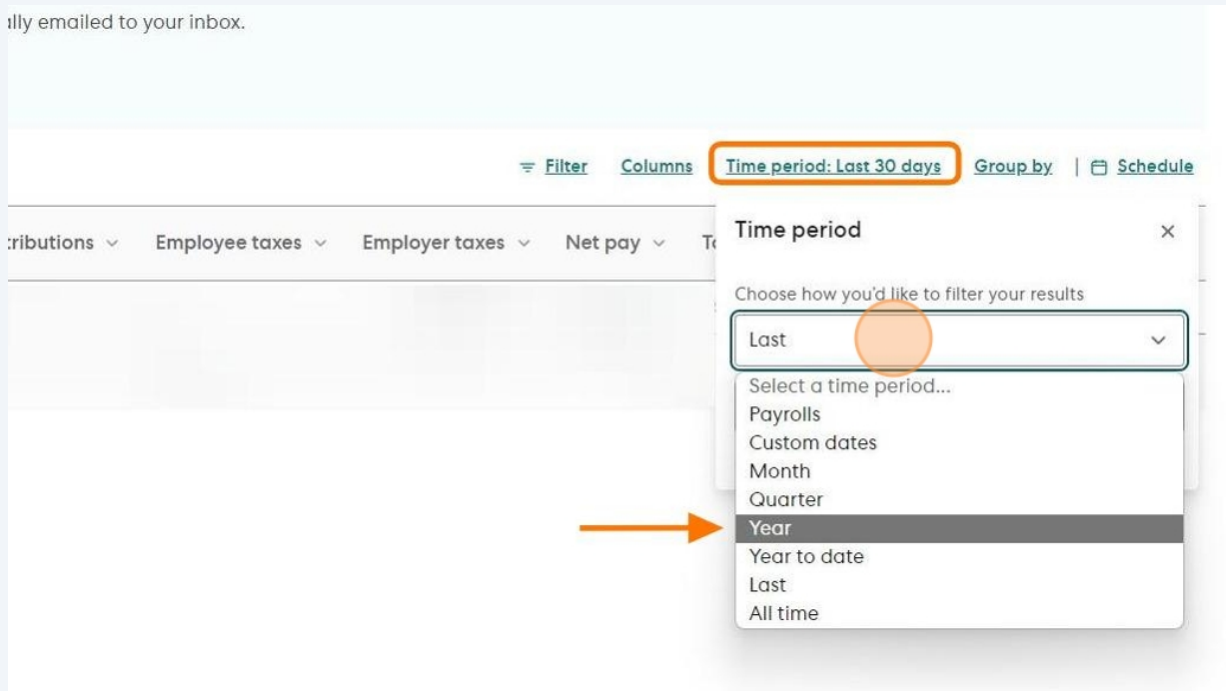 ally emailed to your inbox.
Filter Columns Time period: Last 30 days Group by | Schedule
tributions Employee taxes Employer taxes Net pay
Time period
Choose how you'd like to filter your results
Last
Select a time period...
Payrolls
Custom dates
Month
Quarter
Year
Year to date
Last
All time